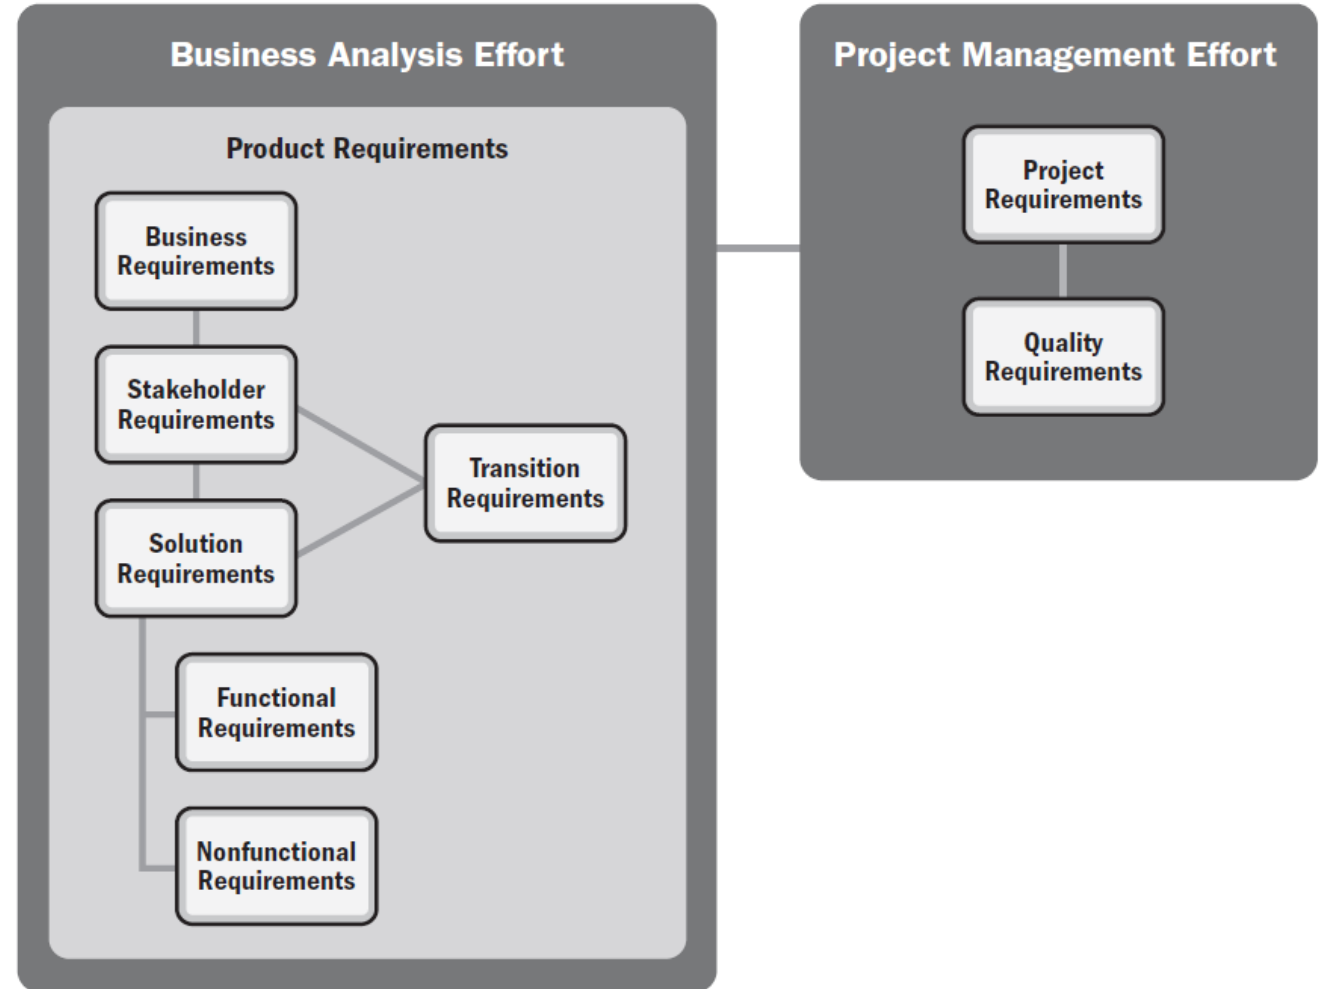 Business Analysis Effort
Product Requirements
Business
Requirements
Stakeholder
Requirements
Transition
Requirements
Solution
Requirements
Functional
Requirements
Nonfunctional
Requirements
Project Management Effort
Project
Requirements
Quality
Requirements